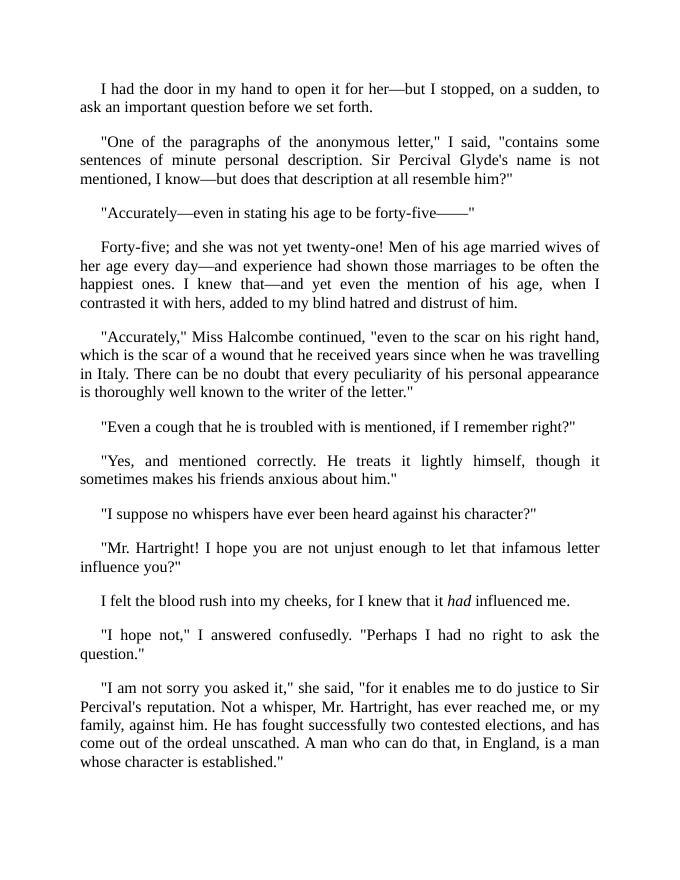 I had the door in my hand to open it for her—but I stopped, on a sudden, to
ask an important question before we set forth.
"One of the paragraphs of the anonymous letter," I said, "contains some
sentences of minute personal description. Sir Percival Glyde's name is not
mentioned, I know—but does that description at all resemble him?"
"Accurately—even in stating his age to be forty-five——"
Forty-five; and she was not yet twenty-one! Men of his age married wives of
her age every day—and experience had shown those marriages to be often the
happiest ones. I knew that—and yet even the mention of his age, when I
contrasted it with hers, added to my blind hatred and distrust of him.
"Accurately," Miss Halcombe continued, "even to the scar on his right hand,
which is the scar of a wound that he received years since when he was travelling
in Italy. There can be no doubt that every peculiarity of his personal appearance
is thoroughly well known to the writer of the letter."
"Even a cough that he is troubled with is mentioned, if I remember right?"
"Yes, and mentioned correctly. He treats it lightly himself, though it
sometimes makes his friends anxious about him."
"I suppose no whispers have ever been heard against his character?"
"Mr. Hartright! I hope you are not unjust enough to let that infamous letter
influence you?"
I felt the blood rush into my cheeks, for I knew that it had influenced me.
"I hope not," I answered confusedly. "Perhaps I had no right to ask the
question."
"I am not sorry you asked it," she said, "for it enables me to do justice to Sir
Percival's reputation. Not a whisper, Mr. Hartright, has ever reached me, or my
family, against him. He has fought successfully two contested elections, and has
come out of the ordeal unscathed. A man who can do that, in England, is a man
whose character is established."